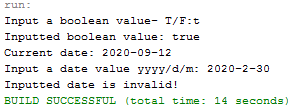 run:
Input a boolean value- T/F:t
Inputted boolean value: true
Current date: 2020-09-12
Input a date value yyyy/d/m: 2020-2-30
Inputted date is invalid!
BUILD SUCCESSFUL (total time: 14 seconds)